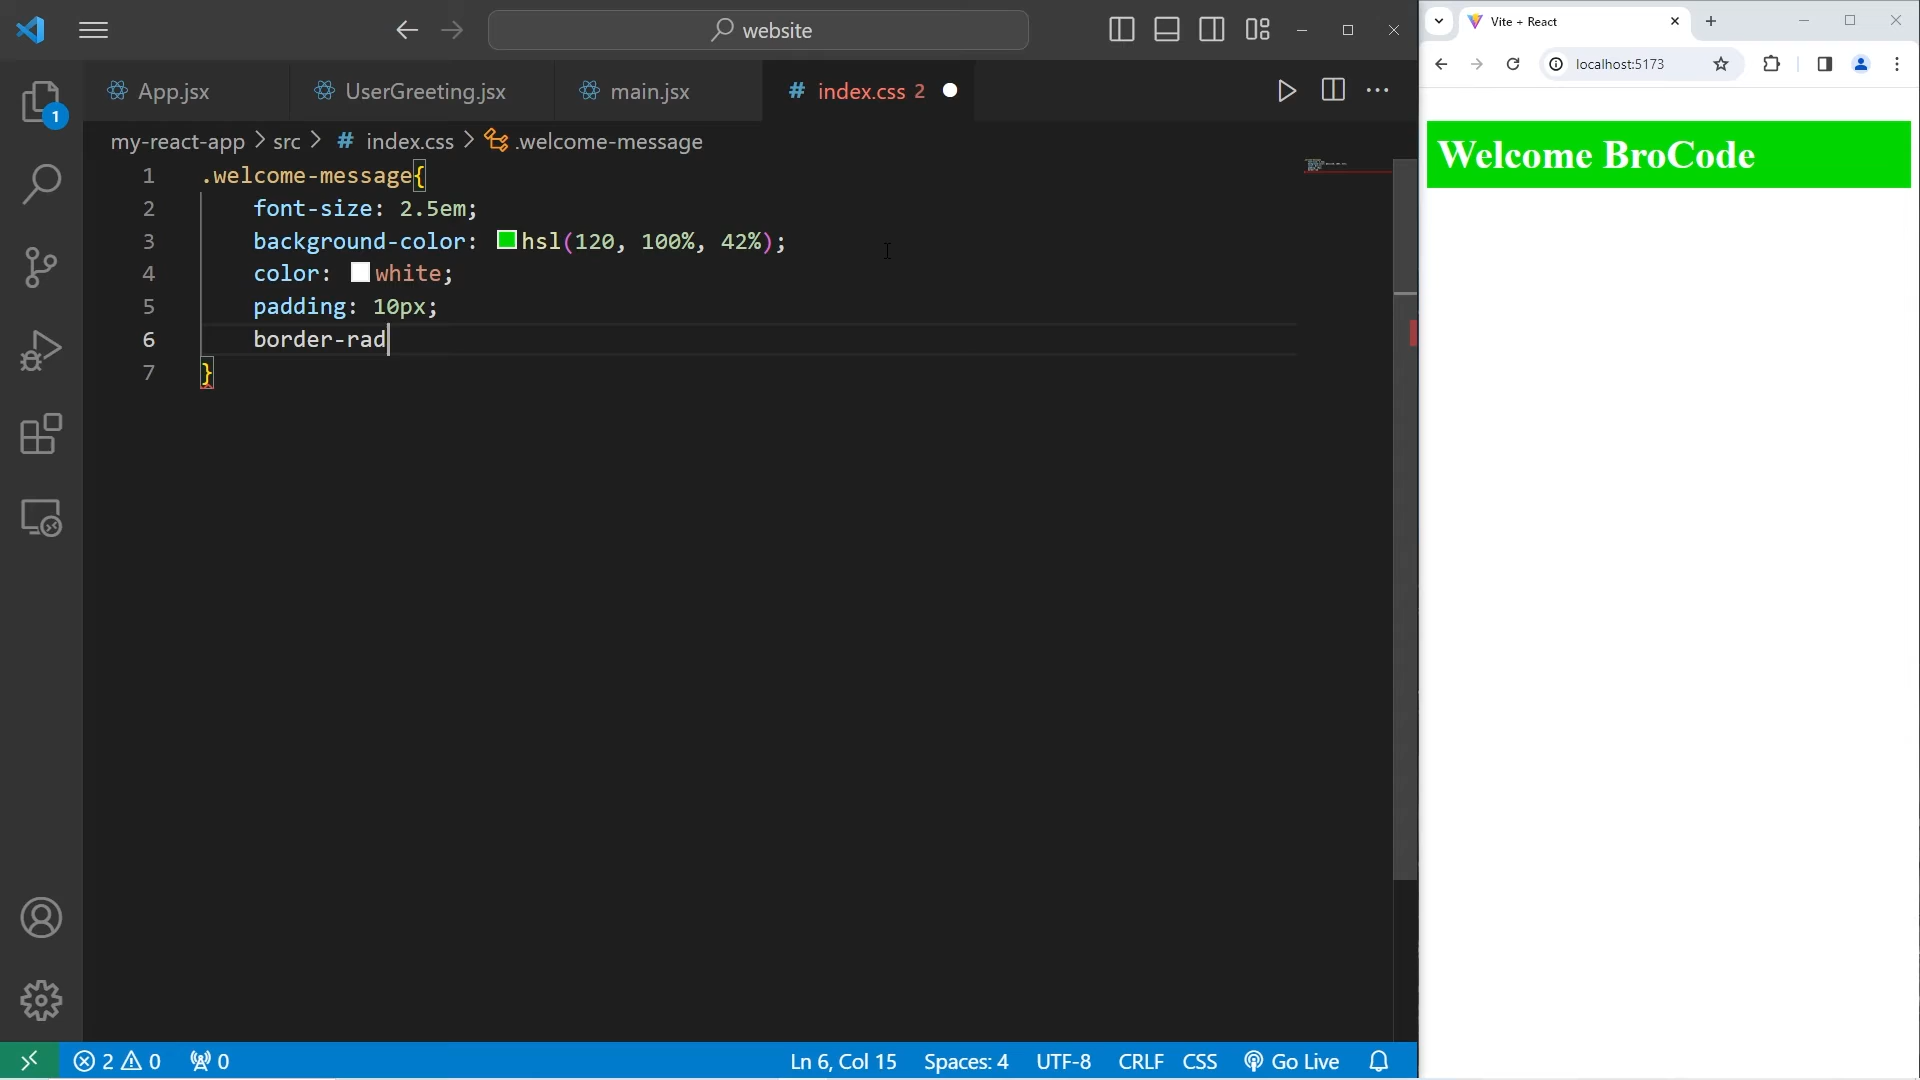 website
Vite + React
localhost:5173
1
App.jsx
UserGreeting.jsx
main.jsx
# index.css 2
my-react-app > src > # index.css > .welcome-message
1 .welcome-message{
2 font-size: 2.5em;
3 background-color: hsl(120, 100%, 42%);
4 color: white;
5 padding: 10px;
6 border-rad
7 }
Welcome BroCode
2 0 0
Ln 6, Col 15
Spaces: 4
UTF-8
CRLF
CSS
Go Live